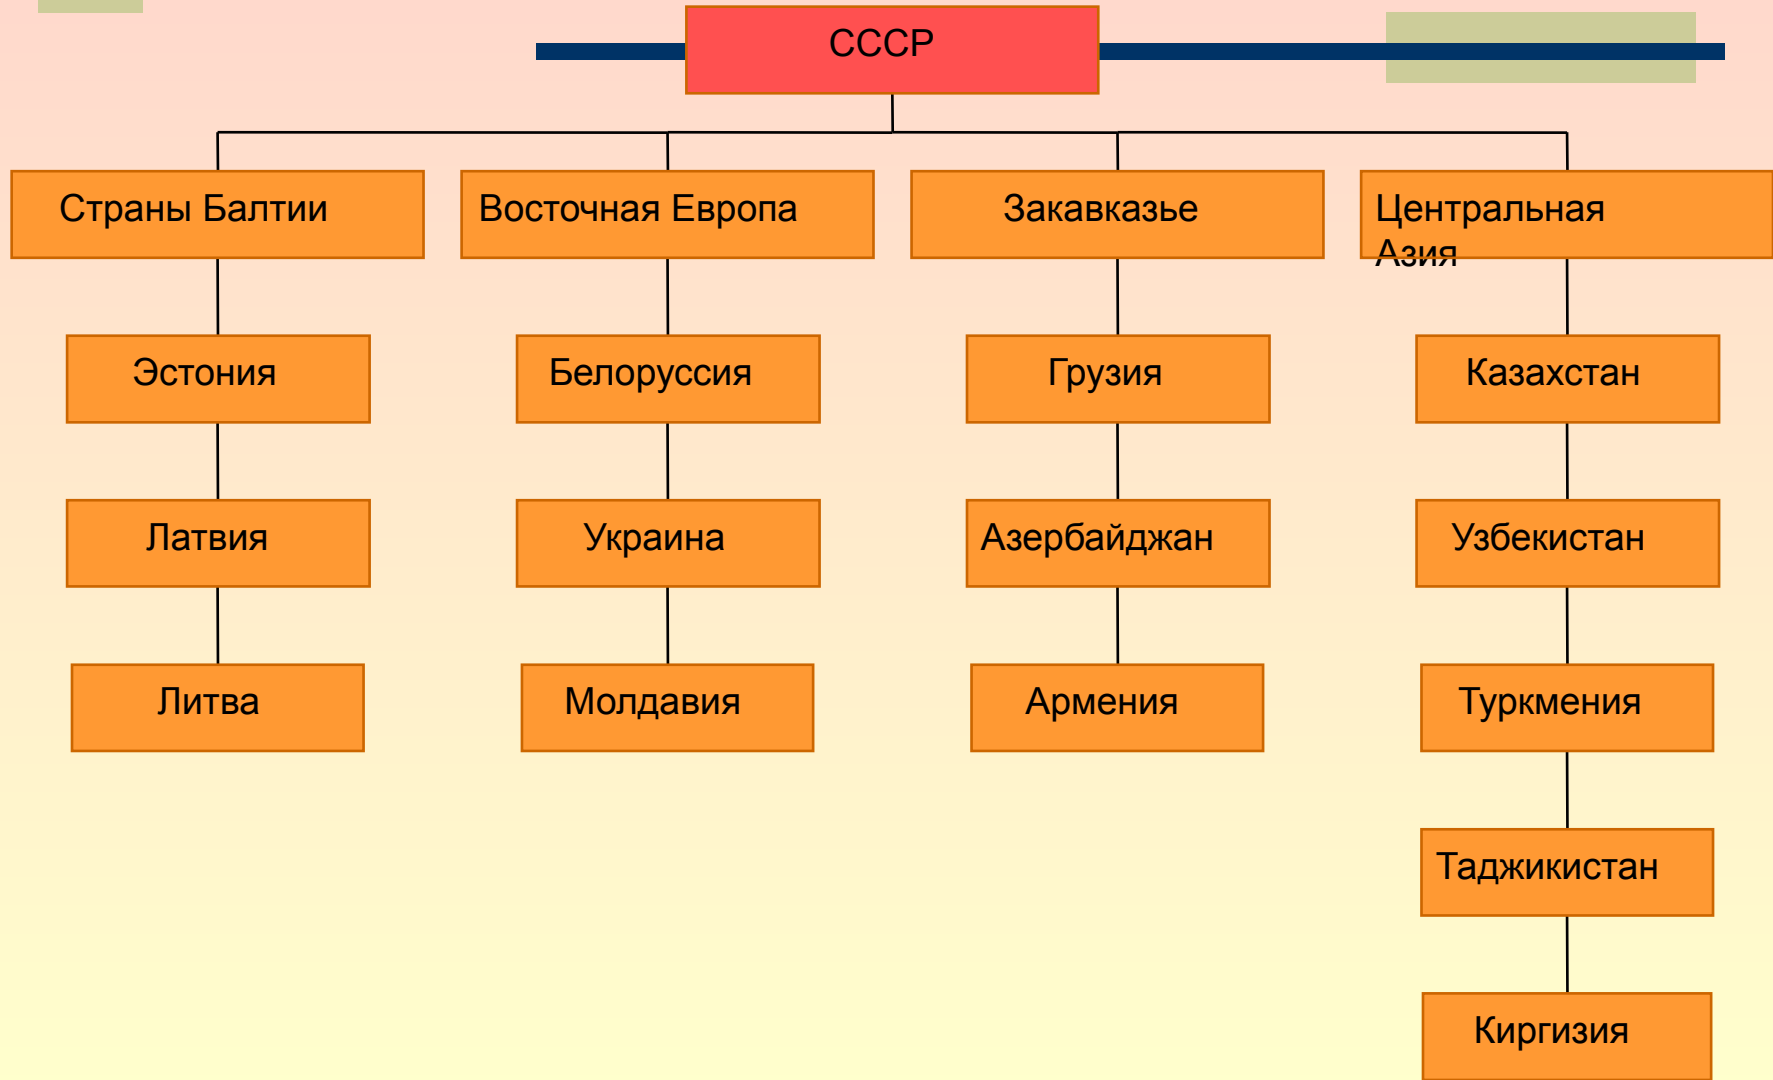 СССР
Страны Балтии
Восточная Европа
Закавказье
Центральная
Азия
Эстония
Белоруссия
Грузия
Казахстан
Латвия
Украина
Азербайджан
Узбекистан
Литва
Молдавия
Армения
Туркмения
Таджикистан
Киргизия